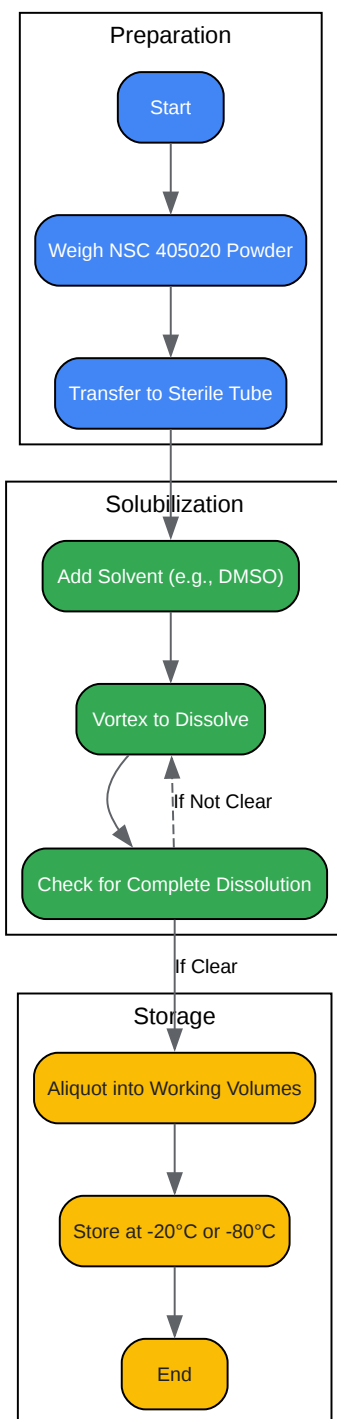 Preparation
Start
Weigh NSC 405020 Powder
Transfer to Sterile Tube
Solubilization
Add Solvent (e.g., DMSO)
Vortex to Dissolve
If Not Clear
Check for Complete Dissolution
If Clear
Storage
Aliquot into Working Volumes
Store at -20°C or -80°C
End